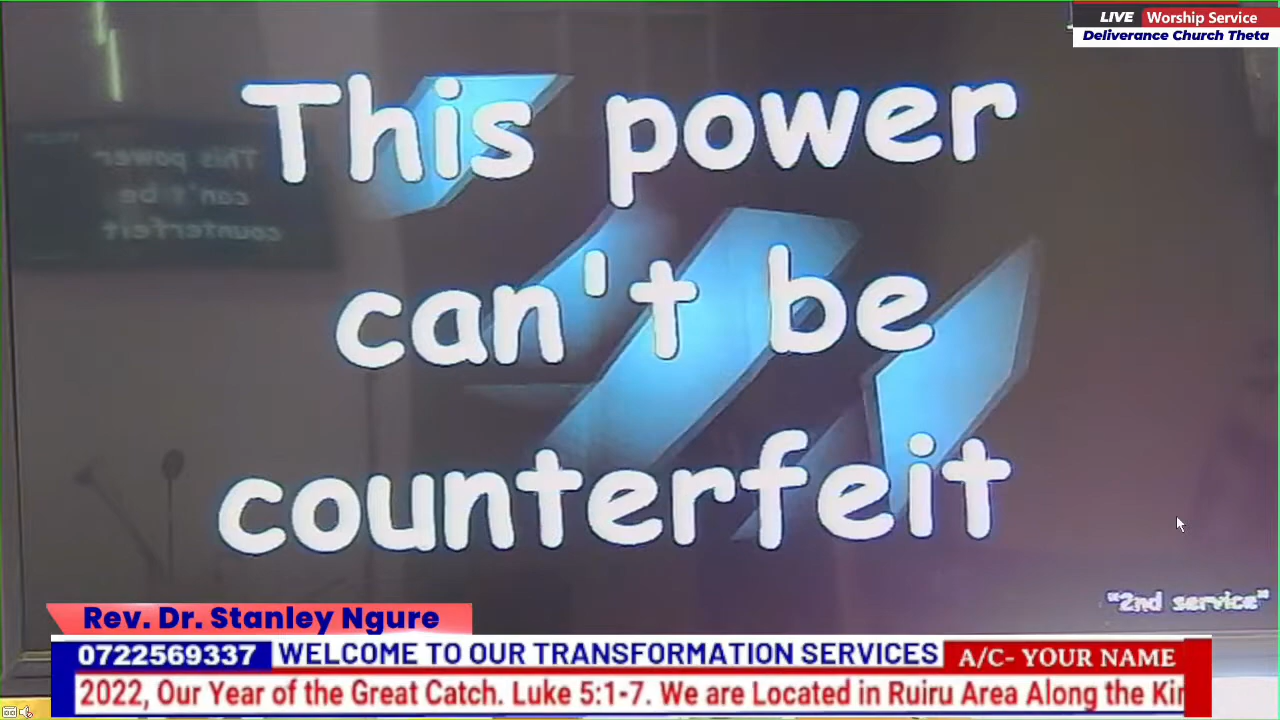 LIVE Worship Service
Deliverance Church Theta
This power
can't be
counterfeit
This power
can't be
counterfeit
"2nd service"
Rev. Dr. Stanley Ngure
0722569337 WELCOME TO OUR TRANSFORMATION SERVICES A/C- YOUR NAME
2022, Our Year of the Great Catch. Luke 5:1-7. We are Located in Ruiru Area Along the